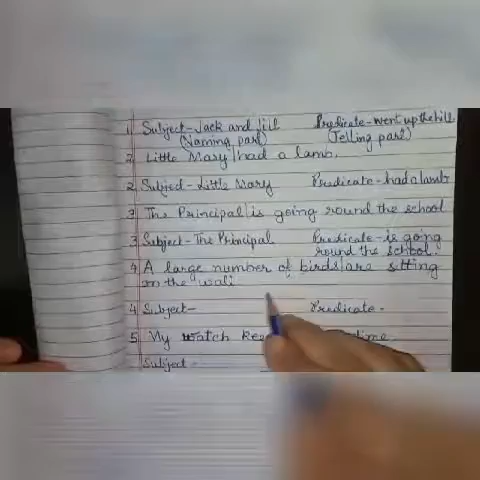 1 Subject-Jack and Jill Predicate-went up the hill
(Naming part) (Telling part)
2 Little Mary/had a lamb.
2 Subject-Little Mary Predicate-had a lamb
3 The Principal/is going round the school
3 Subject-The Principal Predicate-is going
round the school.
4 A large number of birds/are sitting
on the wall
4 Subject- Predicate-
5 My watch time.
Subject-